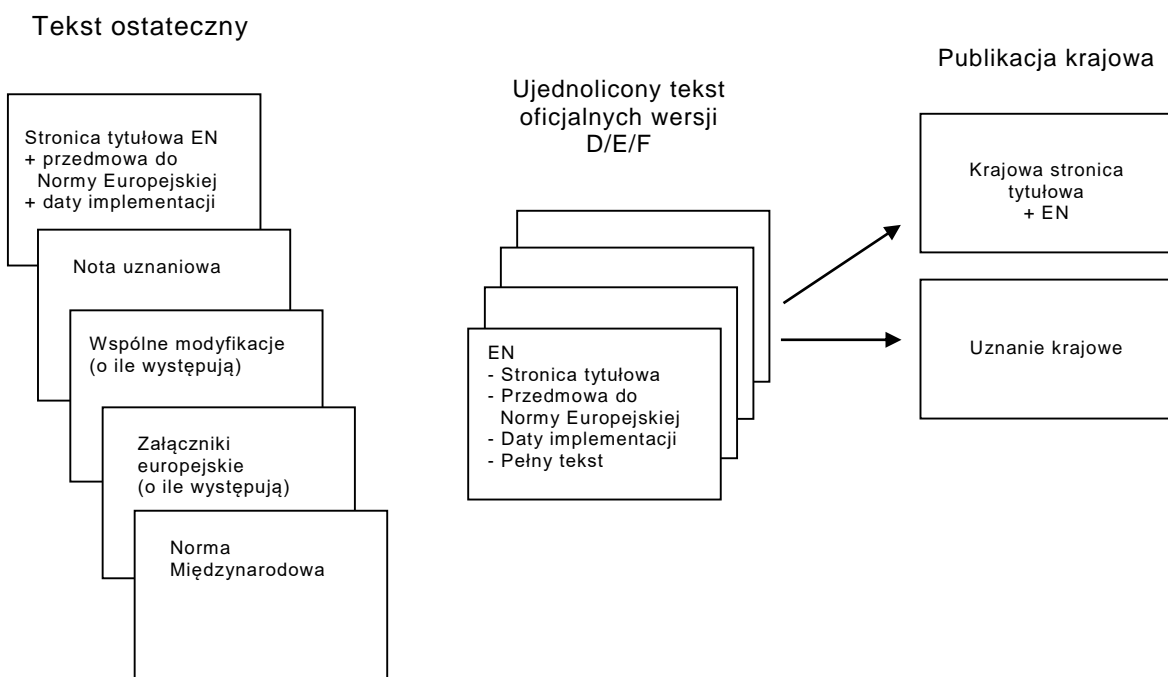 Tekst ostateczny
Stronica tytułowa EN
+ przedmowa do
Normy Europejskiej
+ daty implementacji
Nota uznaniowa
Wspólne modyfikacje
(o ile występują)
Załączniki
europejskie
(o ile występują)
Norma
Międzynarodowa
Ujednolicony tekst
oficjalnych wersji
D/E/F
EN
- Stronica tytułowa
- Przedmowa do
Normy Europejskiej
- Daty implementacji
- Pełny tekst
Publikacja krajowa
Krajowa stronica
tytułowa
+ EN
Uznanie krajowe